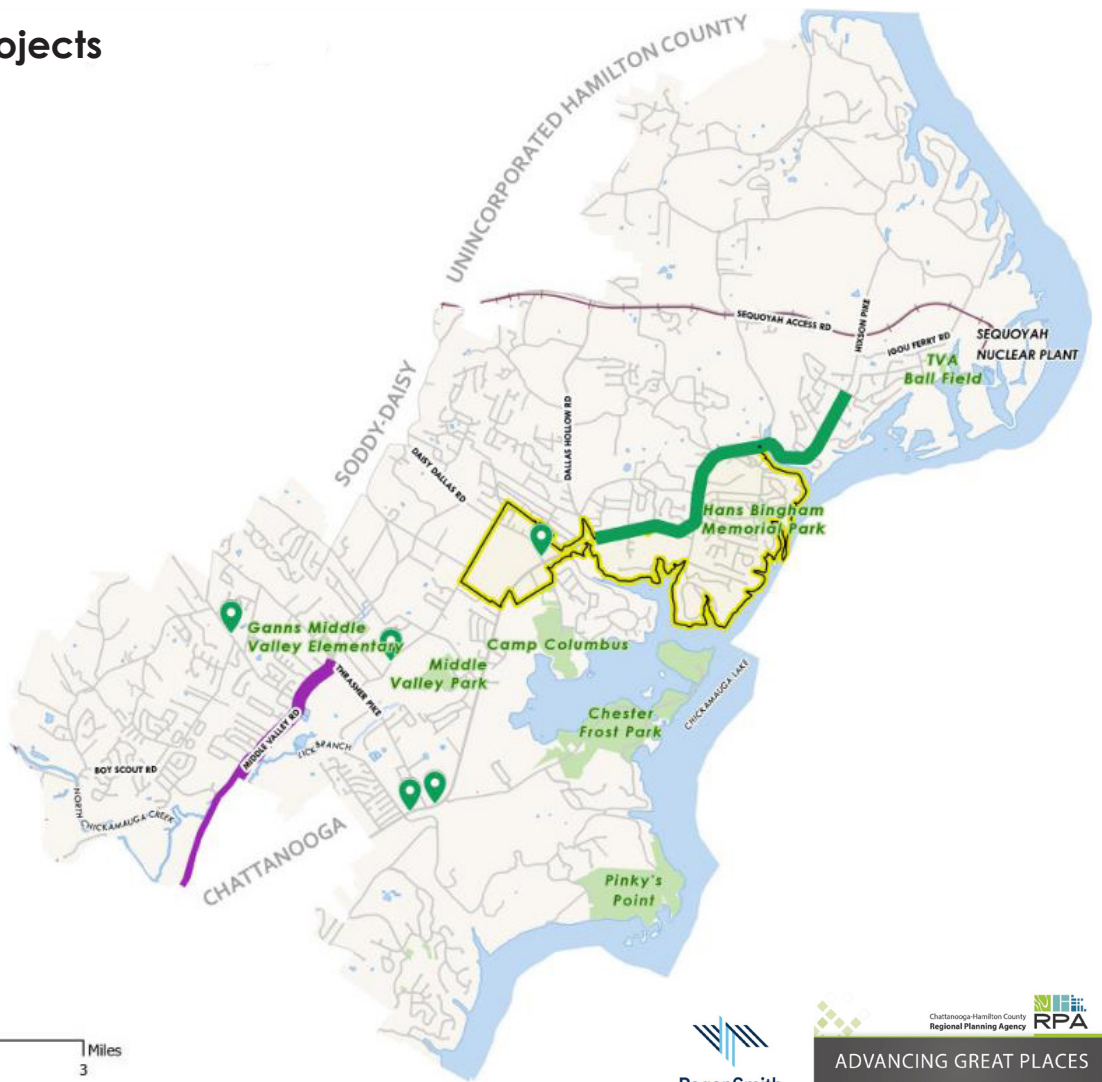 ojects
UNINCORPORATED HAMILTON COUNTY
SODDY-DAISY
SEQUOYAH ACCESS RD
HIXSON PIKE
IGOU FERRY RD
SEQUOYAH
NUCLEAR PLANT
TVA
Ball Field
DALLAS HOLLOW RD
DAISY DALLAS RD
Hans Bingham
Memorial Park
Ganns Middle
Valley Elementary
Camp Columbus
Middle
Valley Park
THRASHER PIKE
CHICKAMAUGA LAKE
Chester
Frost Park
MIDDLE VALLEY RD
LICK BRANCH
BOY SCOUT RD
NORTH
CHICKAMAUGA CREEK
CHATTANOOGA
Pinky's
Point
Miles
3
Chattanooga-Hamilton County
Regional Planning Agency
RPA
ADVANCING GREAT PLACES